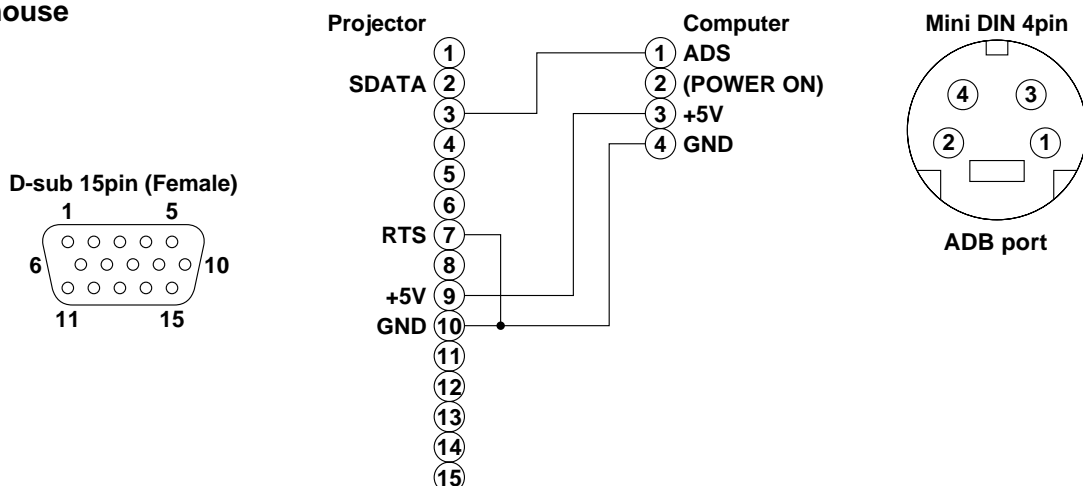 ouse
Projector Computer Mini DIN 4pin
1 1 ADS
SDATA 2 2 (POWER ON)
3 3 +5V
4 4 GND
5
6
RTS 7
8
+5V 9
GND 10
11
12
13
14
15
D-sub 15pin (Female)
1 5
6 10
11 15
4 3
2 1
ADB port